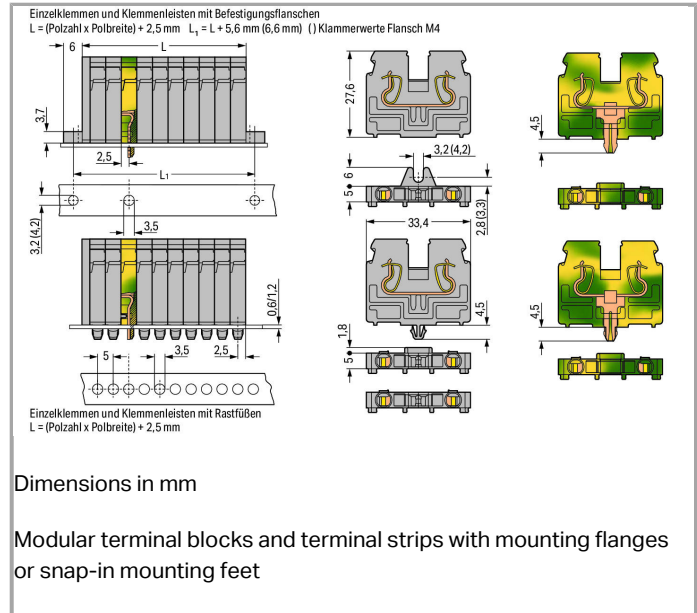 Einzelklemmen und Klemmenleisten mit Befestigungsflanschen
L = (Polzahl x Polbreite) + 2,5 mm L₁ = L + 5,6 mm (6,6 mm) ( ) Klammerwerte Flansch M4
6
L
3,7
2,5
L₁
3,2 (4,2)
3,5
27,6
3,2 (4,2)
6
5
2,8 (3,3)
33,4
4,5
0,6/1,2
5
3,5
2,5
4,5
1,8
5
4,5
Einzelklemmen und Klemmenleisten mit Rastfüßen
L = (Polzahl x Polbreite) + 2,5 mm
Dimensions in mm
Modular terminal blocks and terminal strips with mounting flanges
or snap-in mounting feet